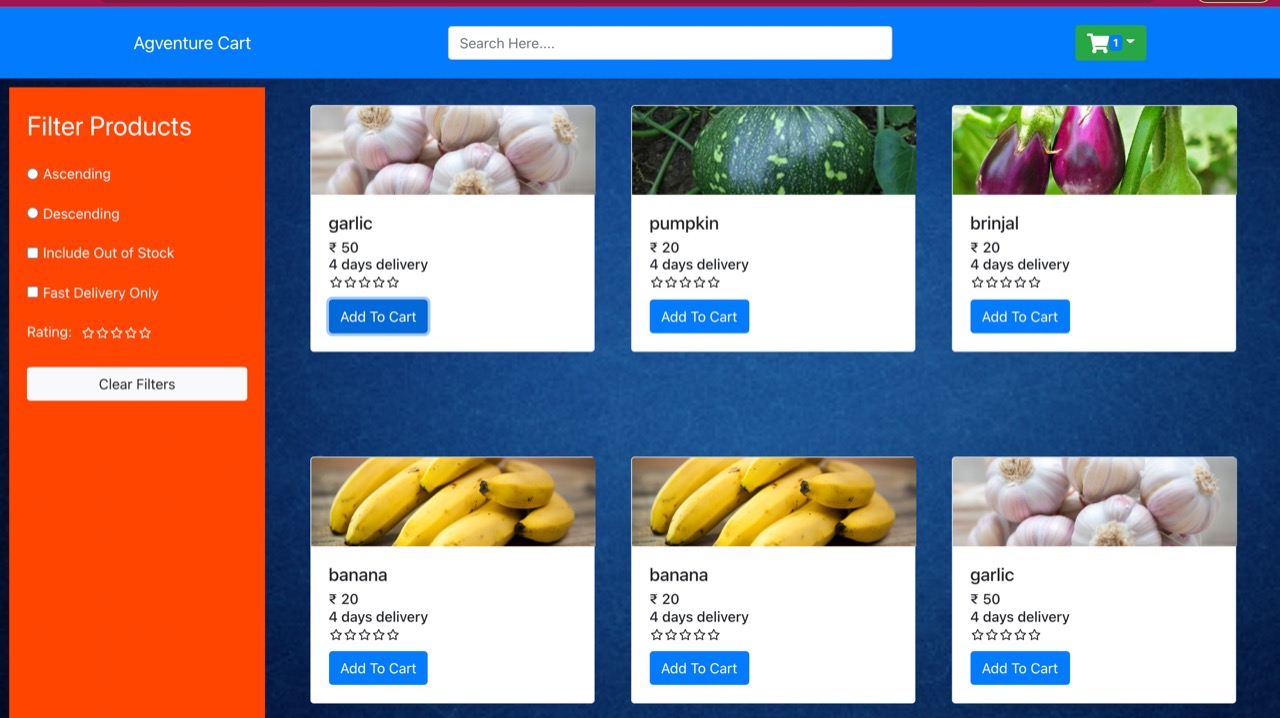 Agventure Cart
Search Here....
1
Filter Products
Ascending
Descending
Include Out of Stock
Fast Delivery Only
Rating:
Clear Filters
garlic
₹ 50
4 days delivery
Add To Cart
pumpkin
₹ 20
4 days delivery
Add To Cart
brinjal
₹ 20
4 days delivery
Add To Cart
banana
₹ 20
4 days delivery
Add To Cart
banana
₹ 20
4 days delivery
Add To Cart
garlic
₹ 50
4 days delivery
Add To Cart